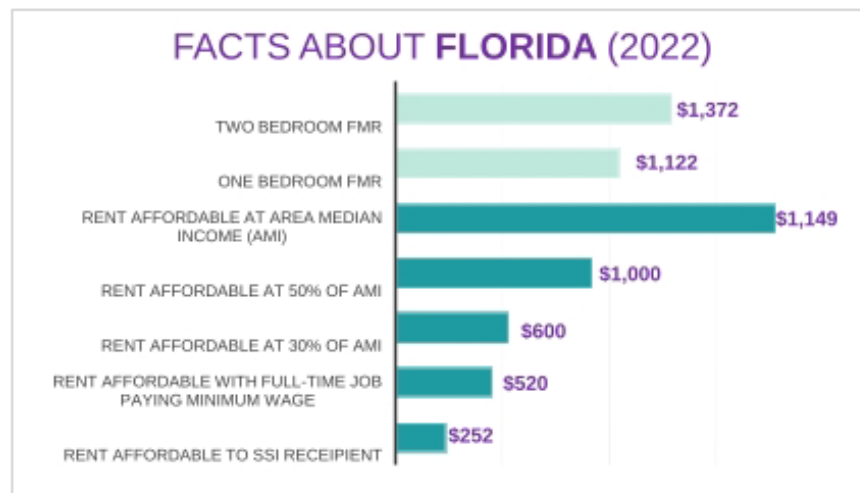 FACTS ABOUT FLORIDA (2022)
TWO BEDROOM FMR
$1,372
ONE BEDROOM FMR
$1,122
RENT AFFORDABLE AT AREA MEDIAN
INCOME (AMI)
$1,149
RENT AFFORDABLE AT 50% OF AMI
$1,000
RENT AFFORDABLE AT 30% OF AMI
$600
RENT AFFORDABLE WITH FULL-TIME JOB
PAYING MINIMUM WAGE
$520
RENT AFFORDABLE TO SSI RECEIPIENT
$252